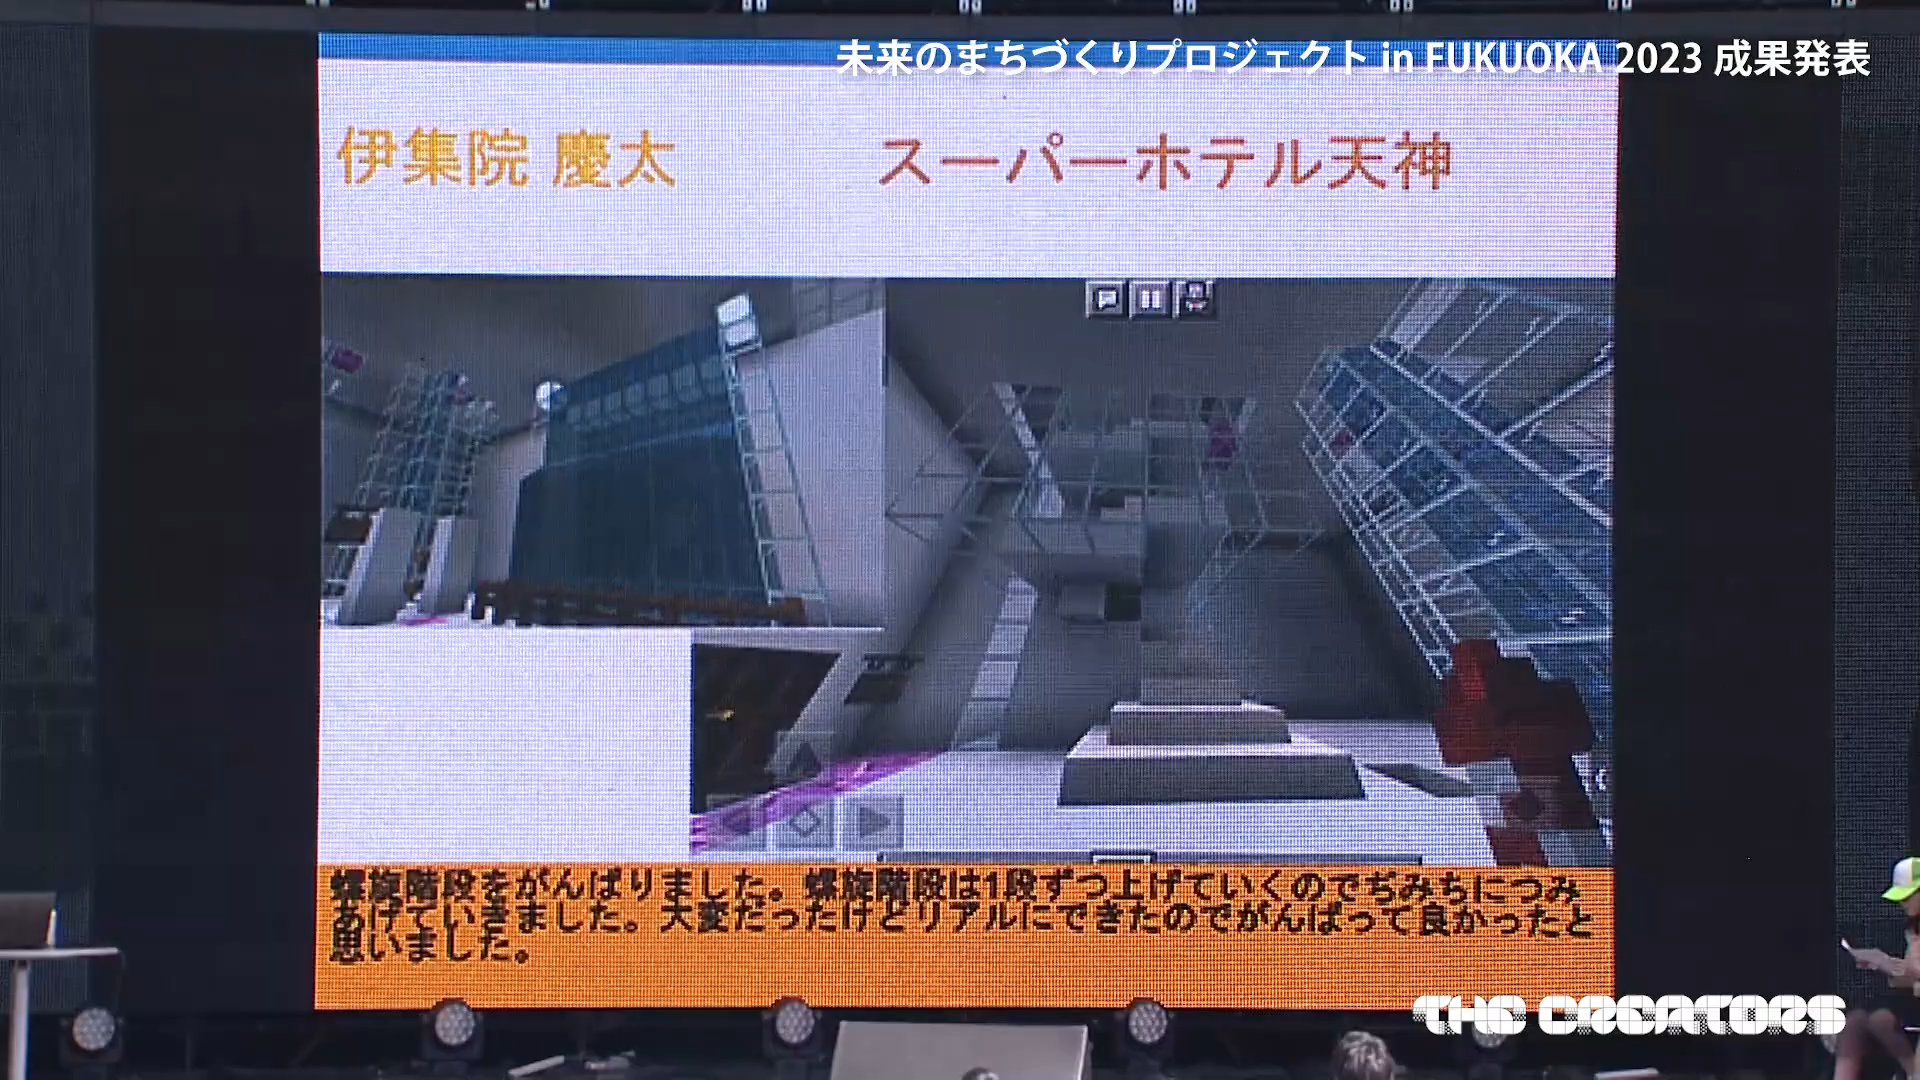 未来のまちづくりプロジェクト in FUKUOKA 2023 成果発表
伊集院 慶太 スーパーホテル天神
螺旋階段をがんばりました。螺旋階段は1段ずつ上げていくのでぢみちにつみ
あげていきました。大変だったけどリアルにできたのでがんばって良かったと
思いました。
THE CREATORS